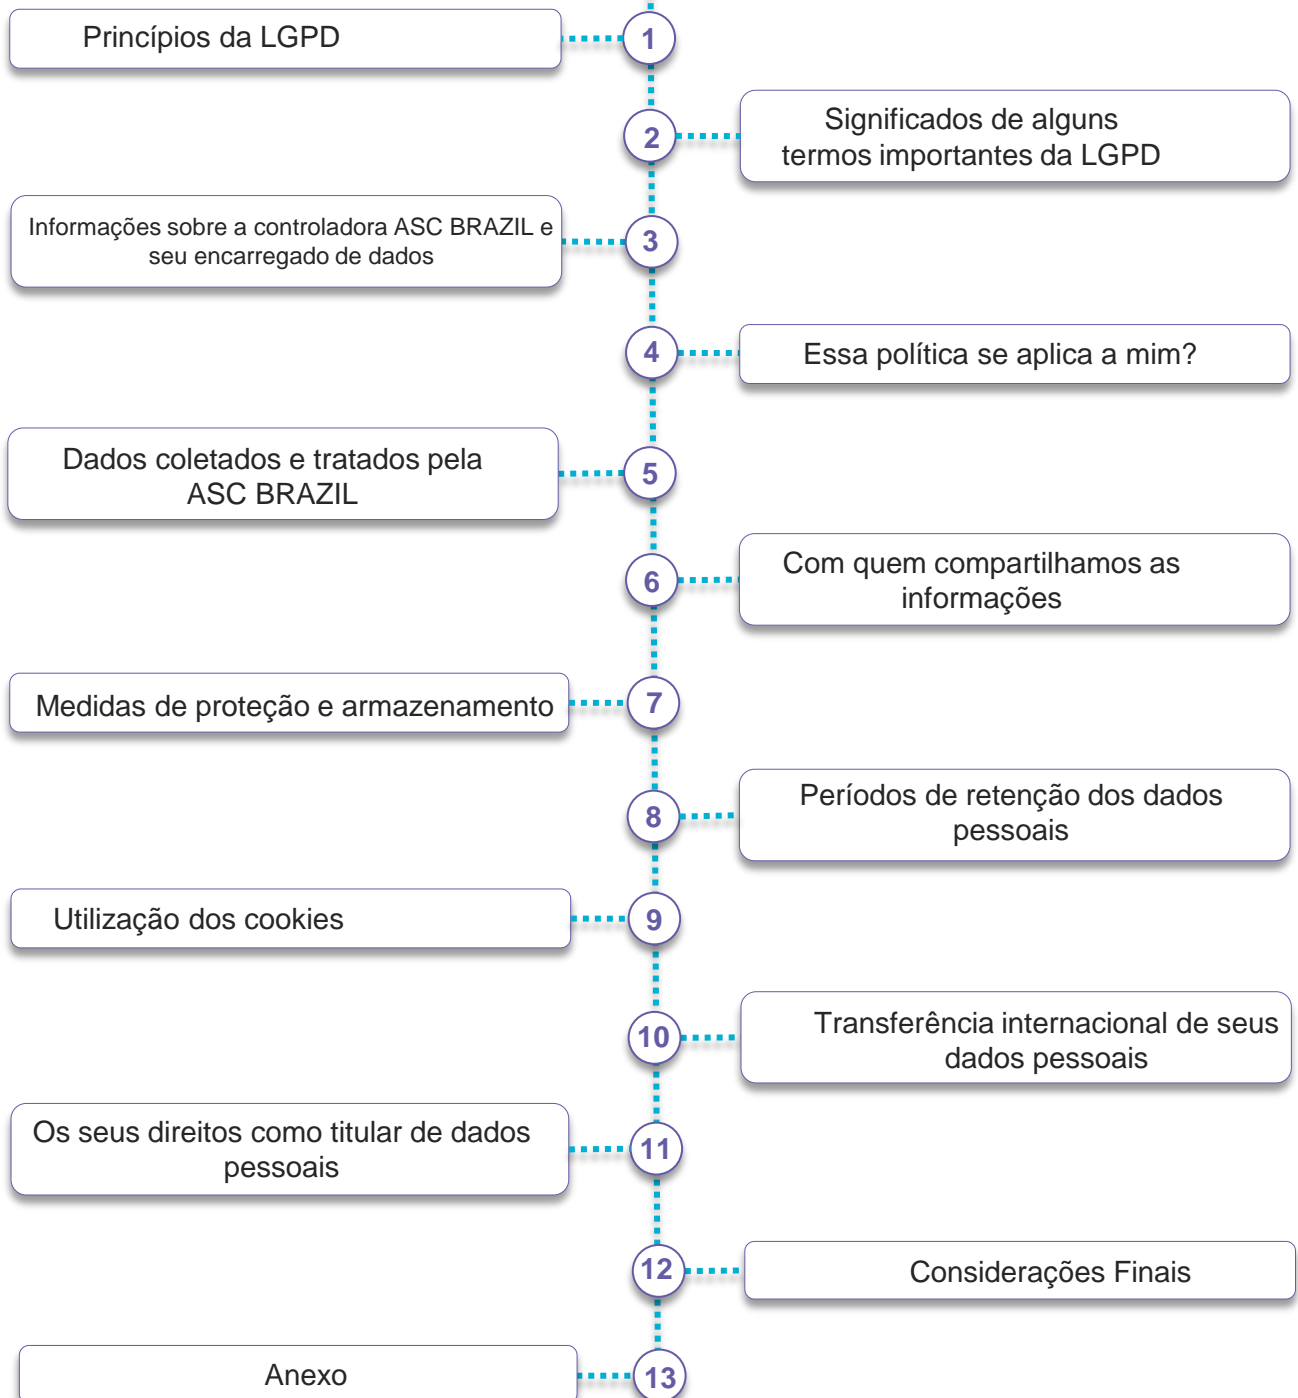 Princípios da LGPD
1
2
Significados de alguns
termos importantes da LGPD
Informações sobre a controladora ASC BRAZIL e
seu encarregado de dados
3
4
Essa política se aplica a mim?
Dados coletados e tratados pela
ASC BRAZIL
5
6
Com quem compartilhamos as
informações
Medidas de proteção e armazenamento
7
8
Períodos de retenção dos dados
pessoais
Utilização dos cookies
9
10
Transferência internacional de seus
dados pessoais
Os seus direitos como titular de dados
pessoais
11
12
Considerações Finais
Anexo
13